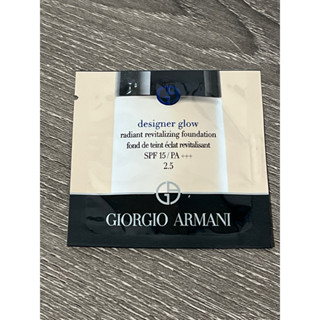 designer glow
radiant revitalizing foundation
fond de teint éclat revitalisant
SPF 15/PA +++
2.5
GIORGIO ARMANI